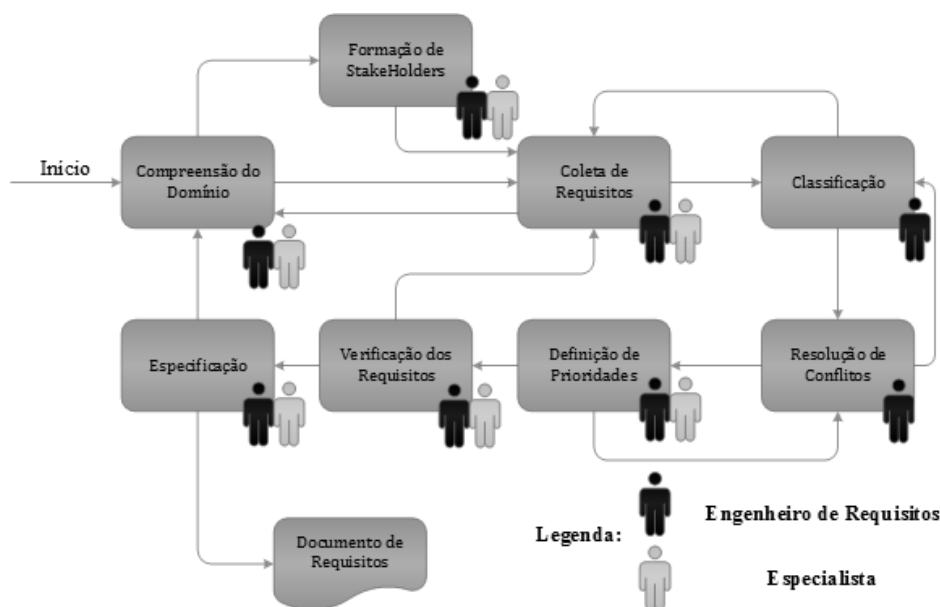 Formação de
StakeHolders
Início
Compreensão do
Domínio
Coleta de
Requisitos
Classificação
Especificação
Verificação dos
Requisitos
Definição de
Prioridades
Resolução de
Conflitos
Documento de
Requisitos
Legenda:
Engenheiro de Requisitos
Especialista